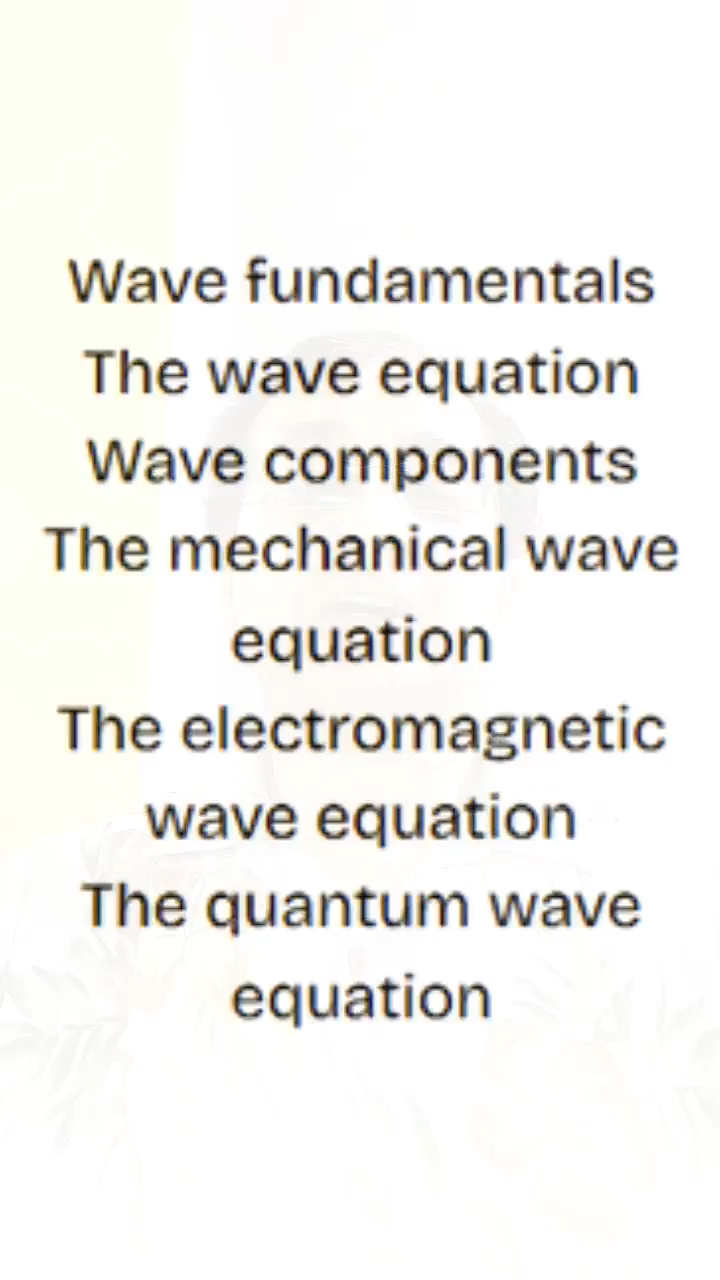 Wave fundamentals
The wave equation
Wave components
The mechanical wave
equation
The electromagnetic
wave equation
The quantum wave
equation